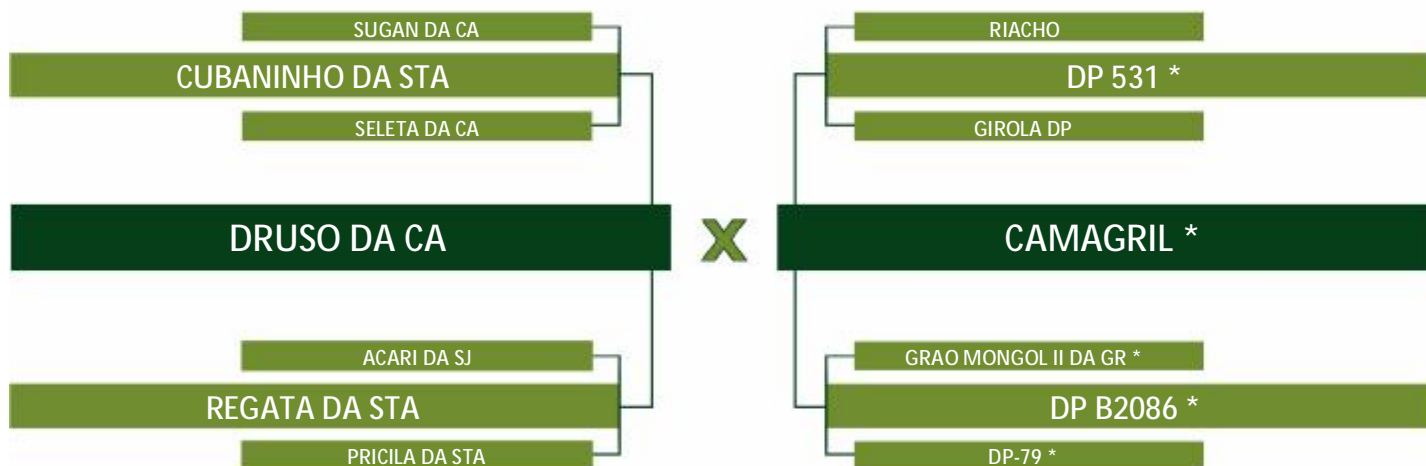 SUGAN DA CA
CUBANINHO DA STA
SELETA DA CA
DRUSO DA CA
ACARI DA SJ
REGATA DA STA
PRICILA DA STA
X
RIACHO
DP 531 *
GIROLA DP
CAMAGRIL *
GRAO MONGOL II DA GR *
DP B2086 *
DP-79 *